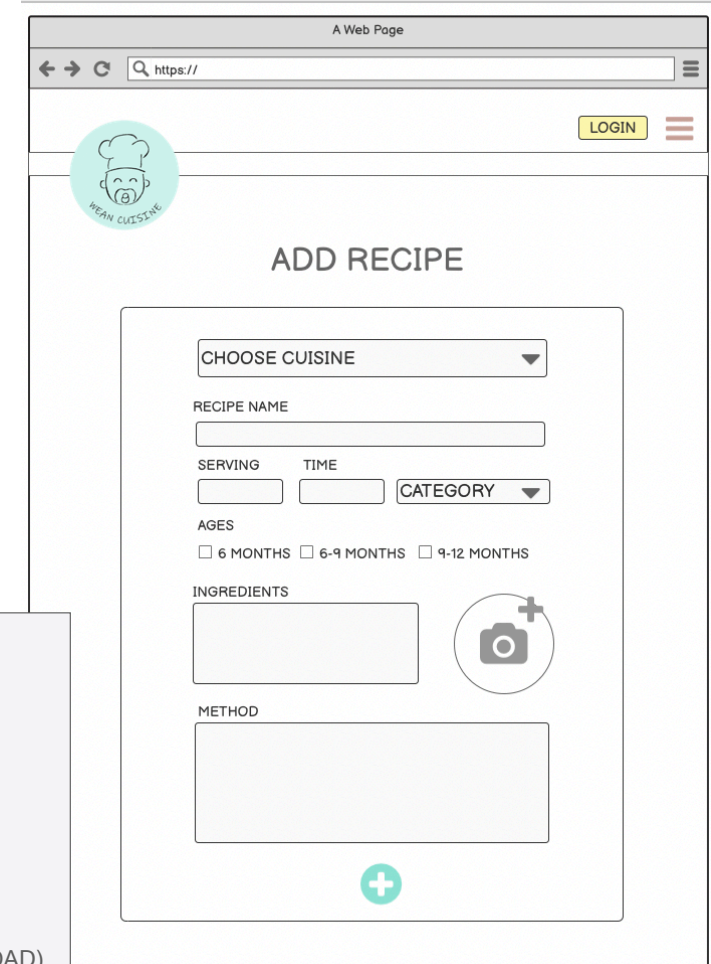 A Web Page
https://
LOGIN
WEAN CUISINE
ADD RECIPE
CHOOSE CUISINE
RECIPE NAME
SERVING TIME
CATEGORY
AGES
6 MONTHS 6-9 MONTHS 9-12 MONTHS
INGREDIENTS
METHOD